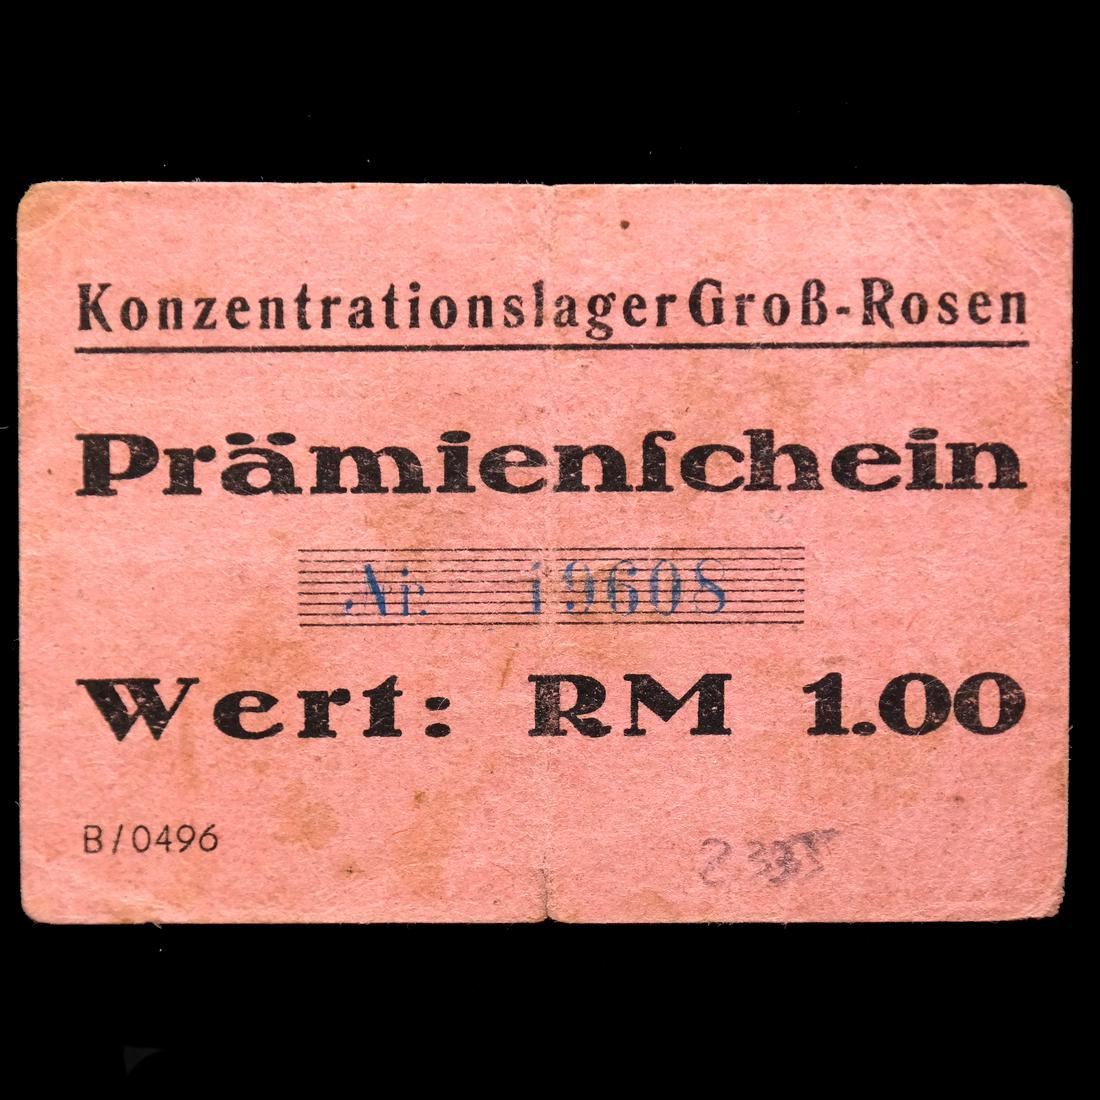 Konzentrationslager Groß-Rosen
Prämienſchein
Nr. 19608
Wert: RM 1.00
B/0496